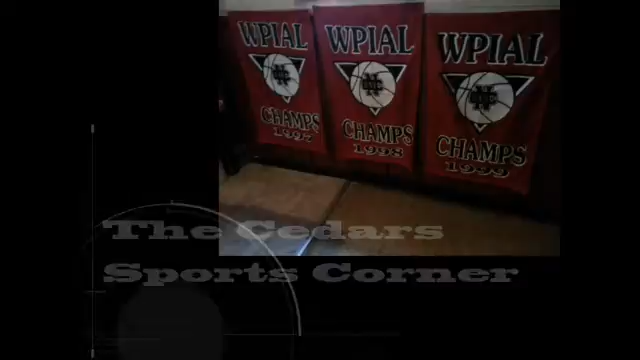 WPIAL
CHAMPS
1997
WPIAL
CHAMPS
1998
WPIAL
CHAMPS
1999
The Cedars
Sports Corner